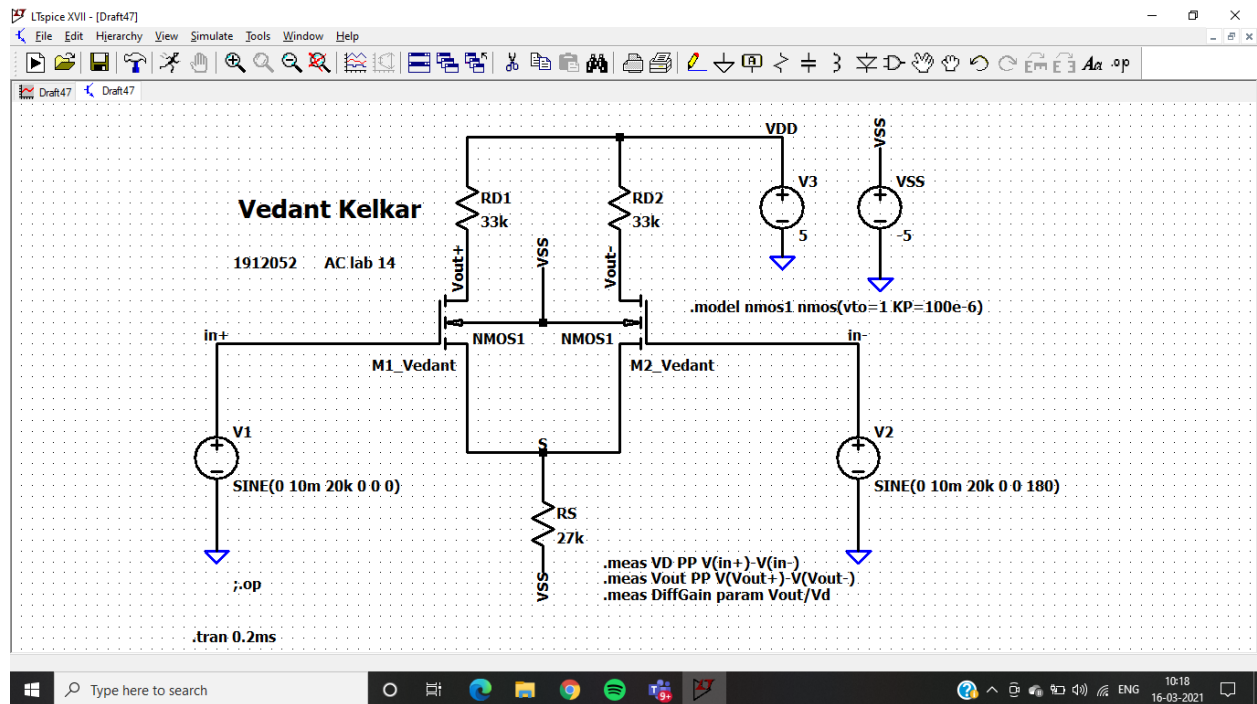 LTspice XVII - [Draft47]
File Edit Hierarchy View Simulate Tools Window Help
Draft47 Draft47
VDD
VSS
V3
VSS
5
-5
RD1
33k
RD2
33k
Vedant Kelkar
1912052 AC lab 14
Vout+
VSS
Vout-
.model nmos1 nmos(vto=1 KP=100e-6)
in+
NMOS1
NMOS1
in-
M1_Vedant
M2_Vedant
V1
S
V2
SINE(0 10m 20k 0 0 0)
SINE(0 10m 20k 0 0 180)
RS
27k
VSS
.meas VD PP V(in+)-V(in-)
.meas Vout PP V(Vout+)-V(Vout-)
.meas DiffGain param Vout/Vd
;.op
.tran 0.2ms
Type here to search
9+
ENG
10:18
16-03-2021